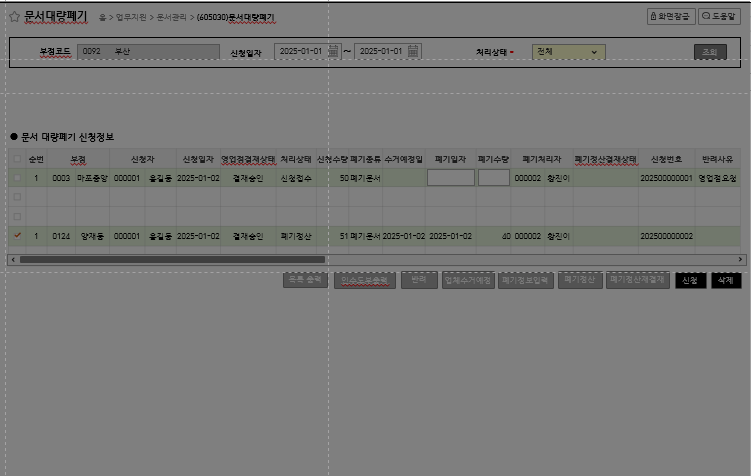 문서대량폐기 홈 > 업무지원 > 문서관리 > (605030)문서대량폐기 화면잠금 도움말
부점코드 0092 부산 신청일자 2025-01-01 ~ 2025-01-01 처리상태 전체 조회
● 문서 대량폐기 신청정보
순번 부점 신청자 신청일자 영업점결재상태 처리상태 신청수량 폐기종류 수거예정일 폐기일자 폐기수량 폐기처리자 폐기정산결재상태 신청번호 반려사유
1 0003 마포중앙 000001 홍길동 2025-01-02 결재승인 신청접수 50 폐기문서 000002 황진이 202500000001 영업점요청
1 0124 양재동 000001 홍길동 2025-01-02 결재승인 폐기정산 51 폐기문서 2025-01-02 2025-01-02 40 000002 황진이 202500000002
목록 출력 인수도보출력 반려 업체수거예정 폐기정보입력 폐기정산 폐기정산재결재 신청 삭제